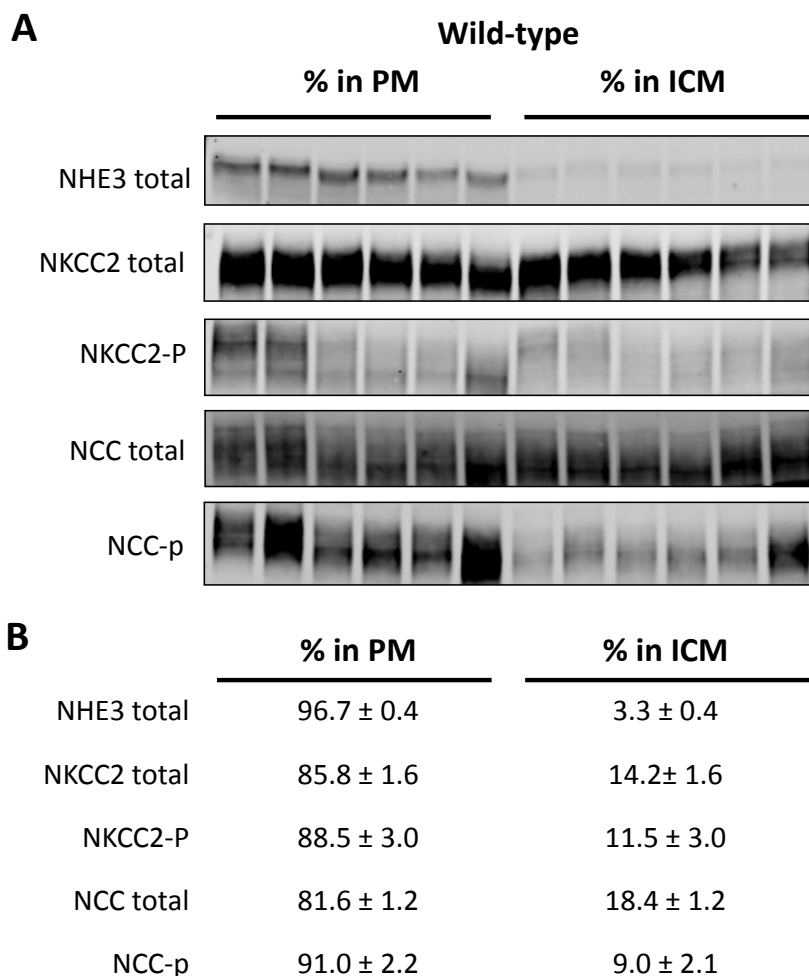 A
Wild-type
% in PM % in ICM
NHE3 total
NKCC2 total
NKCC2-P
NCC total
NCC-p
B
% in PM % in ICM
NHE3 total 96.7 ± 0.4 3.3 ± 0.4
NKCC2 total 85.8 ± 1.6 14.2± 1.6
NKCC2-P 88.5 ± 3.0 11.5 ± 3.0
NCC total 81.6 ± 1.2 18.4 ± 1.2
NCC-p 91.0 ± 2.2 9.0 ± 2.1